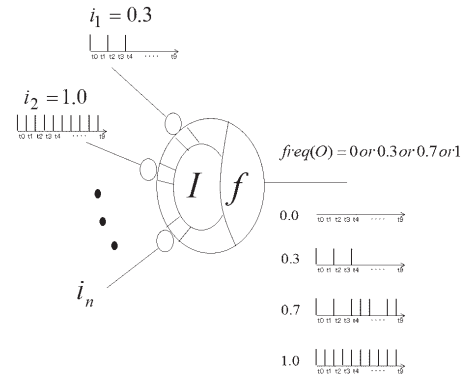 i1 = 0.3
t0 t1 t2 t3 t4 .... t9
i2 = 1.0
t0 t1 t2 t3 t4 .... t9
I f
freq(O) = 0 or 0.3 or 0.7 or 1
0.0
t0 t1 t2 t3 t4 .... t9
0.3
t0 t1 t2 t3 t4 .... t9
in
0.7
t0 t1 t2 t3 t4 .... t9
1.0
t0 t1 t2 t3 t4 .... t9